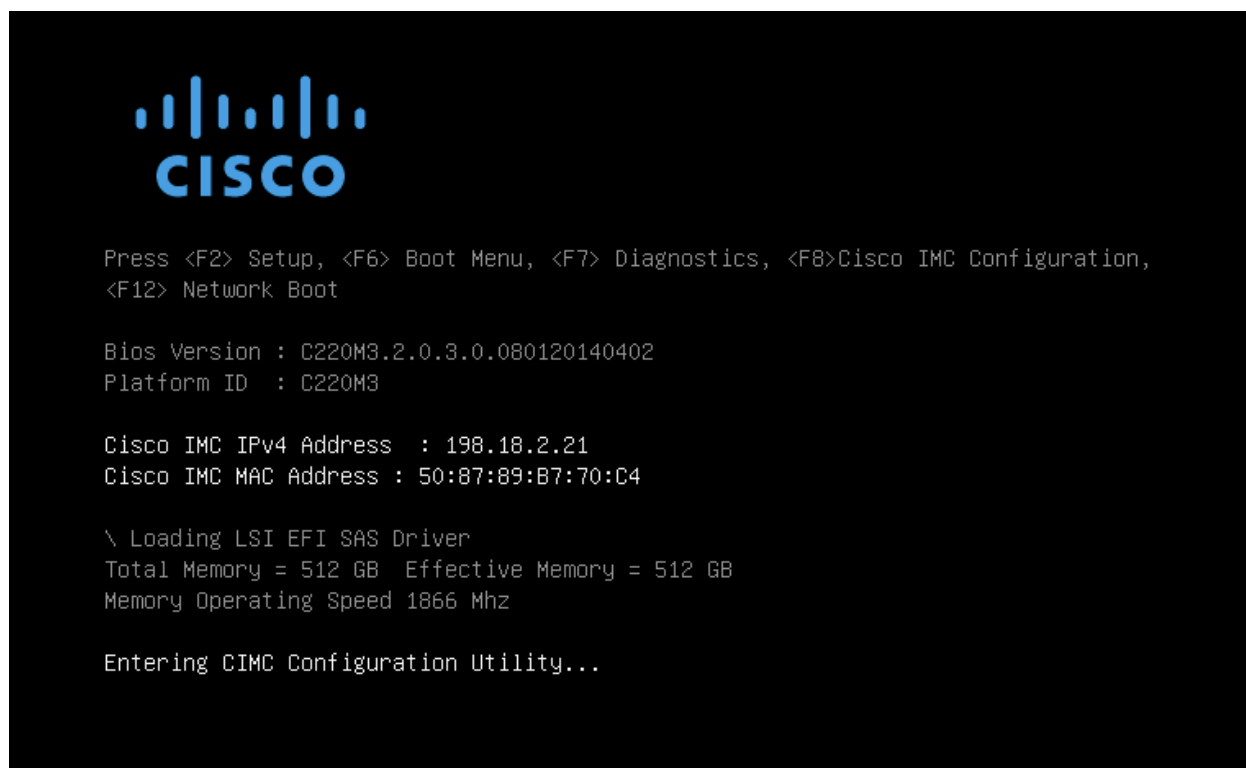 CISCO
Press <F2> Setup, <F6> Boot Menu, <F7> Diagnostics, <F8>Cisco IMC Configuration,
<F12> Network Boot
Bios Version : C220M3.2.0.3.0.080120140402
Platform ID  : C220M3
Cisco IMC IPv4 Address  : 198.18.2.21
Cisco IMC MAC Address : 50:87:89:B7:70:C4
\ Loading LSI EFI SAS Driver
Total Memory = 512 GB  Effective Memory = 512 GB
Memory Operating Speed 1866 Mhz
Entering CIMC Configuration Utility...